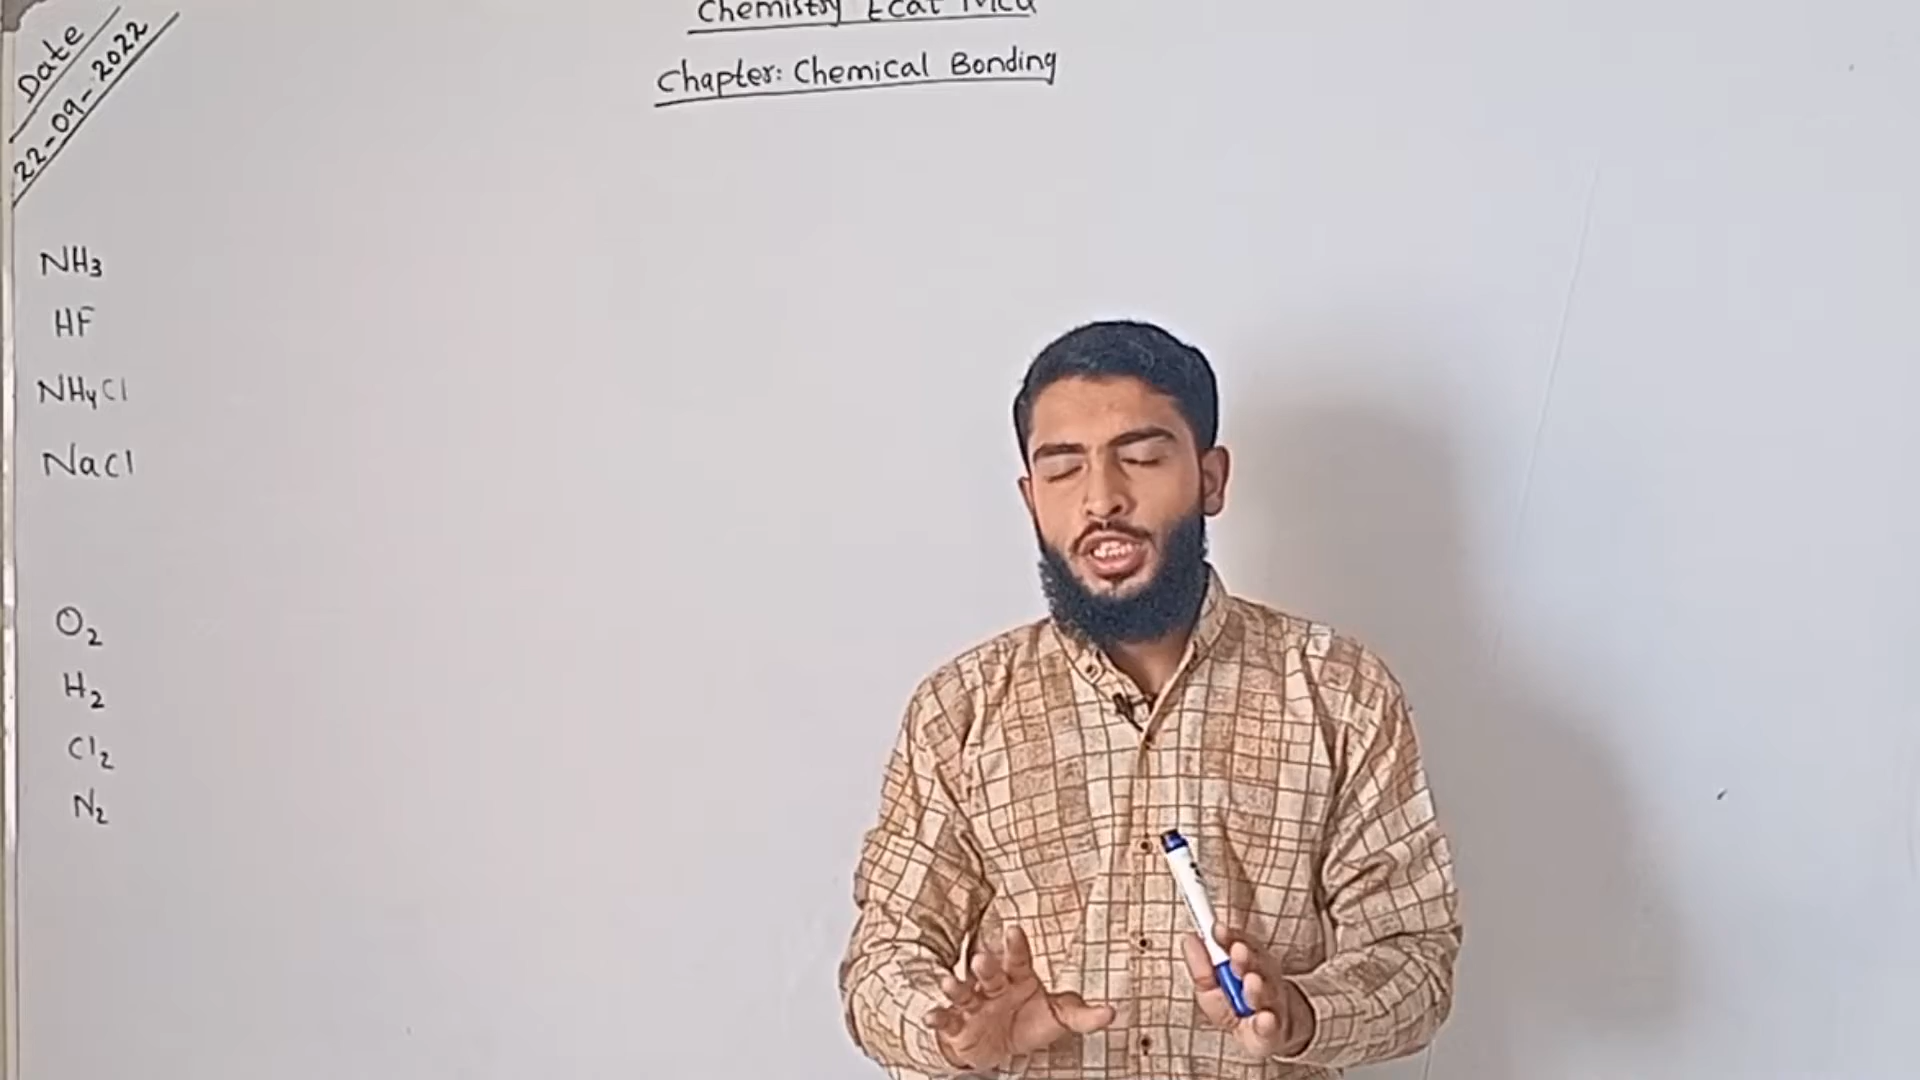 Date
22-09-2022
Chemistry Ecat Mcq
Chapter: Chemical Bonding
NH3
HF
NH4Cl
NaCl
O2
H2
Cl2
N2